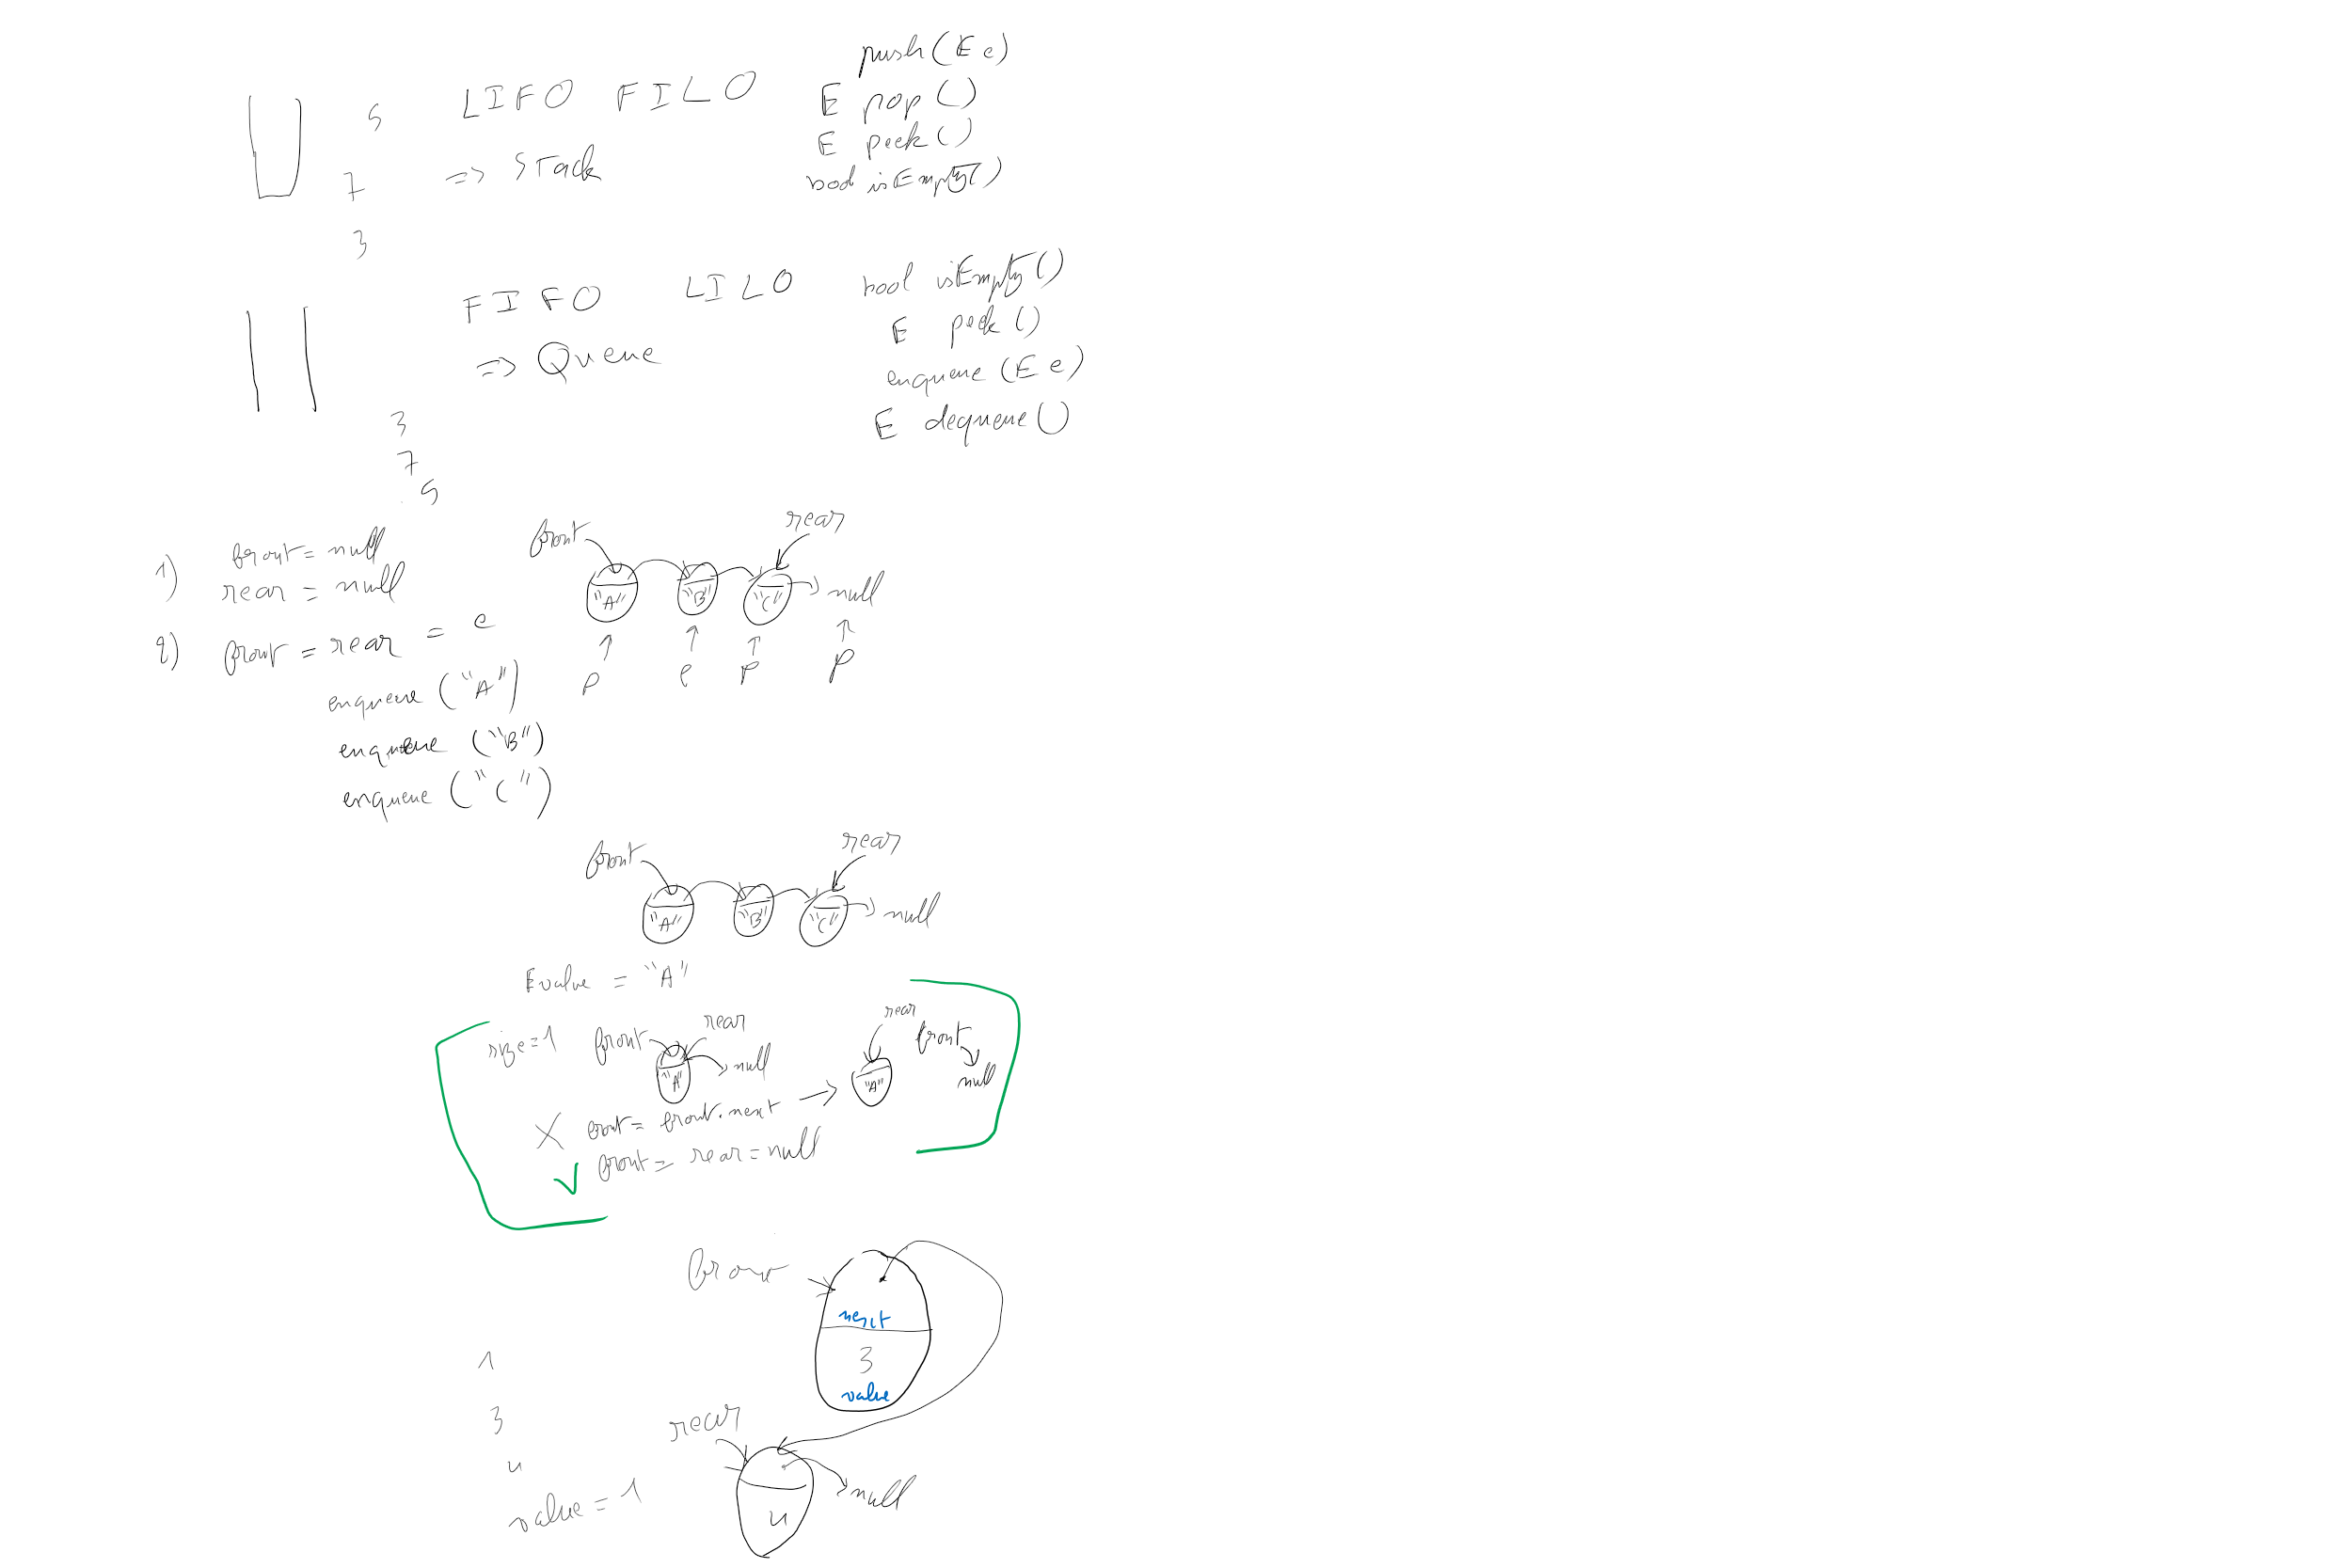 push(E e)
5 LIFO FILO E pop()
E peek()
7 => Stack bool isEmpty()
3
FIFO LILO bool isEmpty()
E peek()
=> Queue enqueue(E e)
E dequeue()
3
7
5
1) front = null
rear = null
front rear
"A" "B" "C" null
2) front = rear = e
p e p p
enqueue("A")
enqueue("B")
enqueue("C")
front rear
"A" "B" "C" null
E value = "A"
size=1 front rear
"A" null
rear front
"A" null
X front = front.next
front = rear = null
front
next
3
value
1
3
4
value = 1
rear
4 null